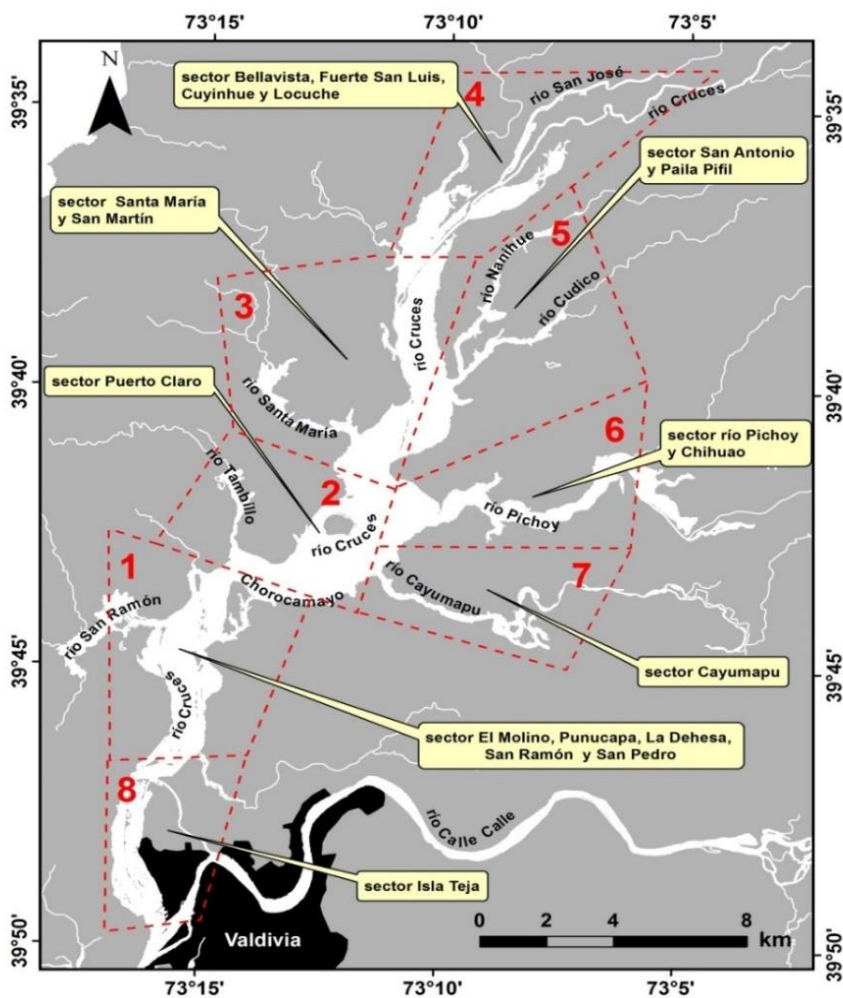 73°15'
73°10'
73°5'
N
39°35'
39°35'
sector Bellavista, Fuerte San Luis,
Cuyinhue y Locuche
4
río San José
río Cruces
sector San Antonio
y Paila Pifil
sector Santa María
y San Martín
5
río Nanihue
río Cudico
3
río Cruces
39°40'
39°40'
sector Puerto Claro
río Santa María
6
sector río Pichoy
y Chihuao
río Tambillo
2
río Cruces
río Pichoy
1
Chorocamayo
río Cayumapu
7
río San Ramón
39°45'
39°45'
sector Cayumapu
río Cruces
sector El Molino, Punucapa, La Dehesa,
San Ramón y San Pedro
8
río Calle Calle
sector Isla Teja
Valdivia
0
2
4
8
km
39°50'
39°50'
73°15'
73°10'
73°5'